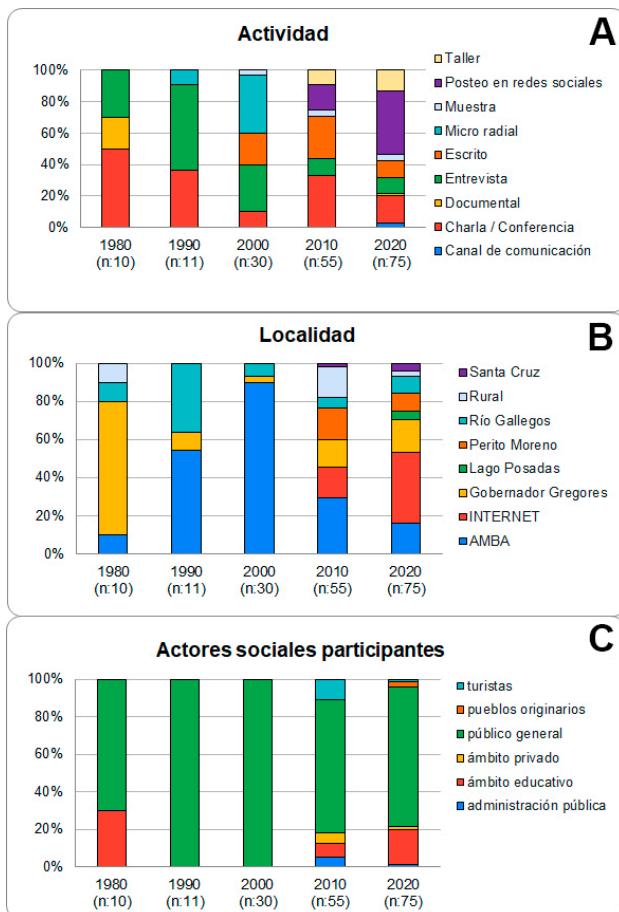 A
Actividad
100%
80%
60%
40%
20%
0%
1980 1990 2000 2010 2020
(n:10) (n:11) (n:30) (n:55) (n:75)
Taller
Posteo en redes sociales
Muestra
Micro radial
Escrito
Entrevista
Documental
Charla / Conferencia
Canal de comunicación
B
Localidad
100%
80%
60%
40%
20%
0%
1980 1990 2000 2010 2020
(n:10) (n:11) (n:30) (n:55) (n:75)
Santa Cruz
Rural
Río Gallegos
Perito Moreno
Lago Posadas
Gobernador Gregores
INTERNET
AMBA
C
Actores sociales participantes
100%
80%
60%
40%
20%
0%
1980 1990 2000 2010 2020
(n:10) (n:11) (n:30) (n:55) (n:75)
turistas
pueblos originarios
público general
ámbito privado
ámbito educativo
administración pública